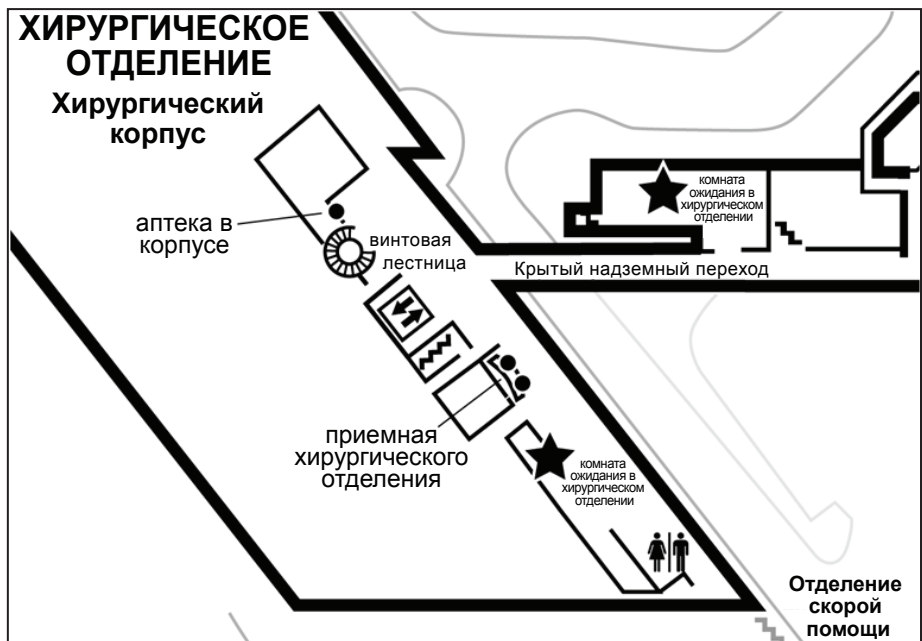 ХИРУРГИЧЕСКОЕ
ОТДЕЛЕНИЕ
Хирургический
корпус
комната
ожидания в
хирургическом
отделении
аптека в
корпусе
винтовая
лестница
Крытый надземный переход
приемная
хирургического
отделения
комната
ожидания в
хирургическом
отделении
Отделение
скорой
помощи